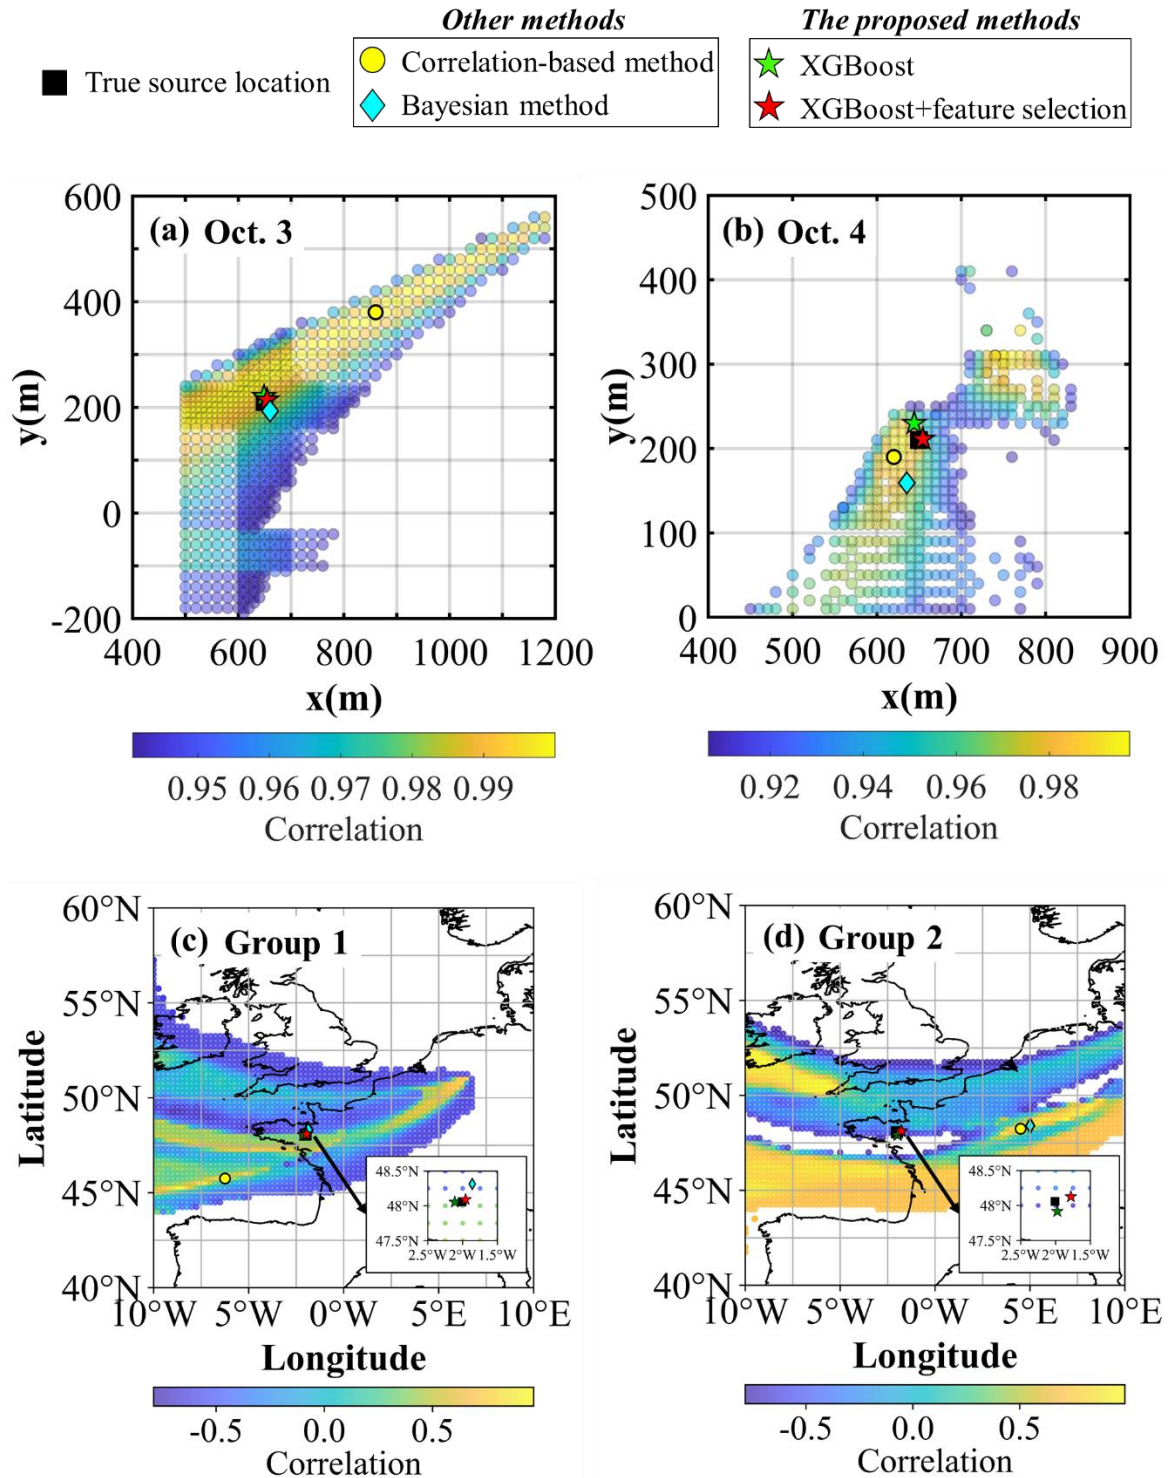 Other methods
The proposed methods
True source location
Correlation-based method
Bayesian method
XGBoost
XGBoost+feature selection
(a) Oct. 3
600
400
200
0
-200
y(m)
400 600 800 1000 1200
x(m)
0.95 0.96 0.97 0.98 0.99
Correlation
(b) Oct. 4
500
400
300
200
100
0
y(m)
400 500 600 700 800 900
x(m)
0.92 0.94 0.96 0.98
Correlation
(c) Group 1
60°N
55°N
50°N
45°N
40°N
Latitude
48.5°N
48°N
47.5°N
2.5°W 2°W 1.5°W
10°W 5°W 0°W 5°E 10°E
Longitude
-0.5 0.0 0.5
Correlation
(d) Group 2
60°N
55°N
50°N
45°N
40°N
Latitude
48.5°N
48°N
47.5°N
2.5°W 2°W 1.5°W
10°W 5°W 0°W 5°E 10°E
Longitude
-0.5 0.0 0.5
Correlation